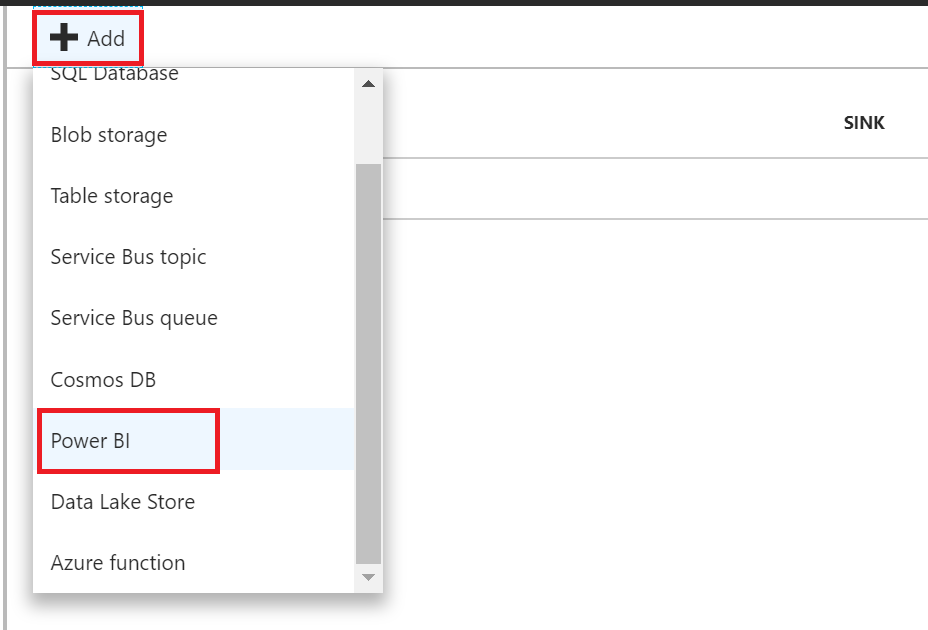 Add
SQL Database
SINK
Blob storage
Table storage
Service Bus topic
Service Bus queue
Cosmos DB
Power BI
Data Lake Store
Azure function